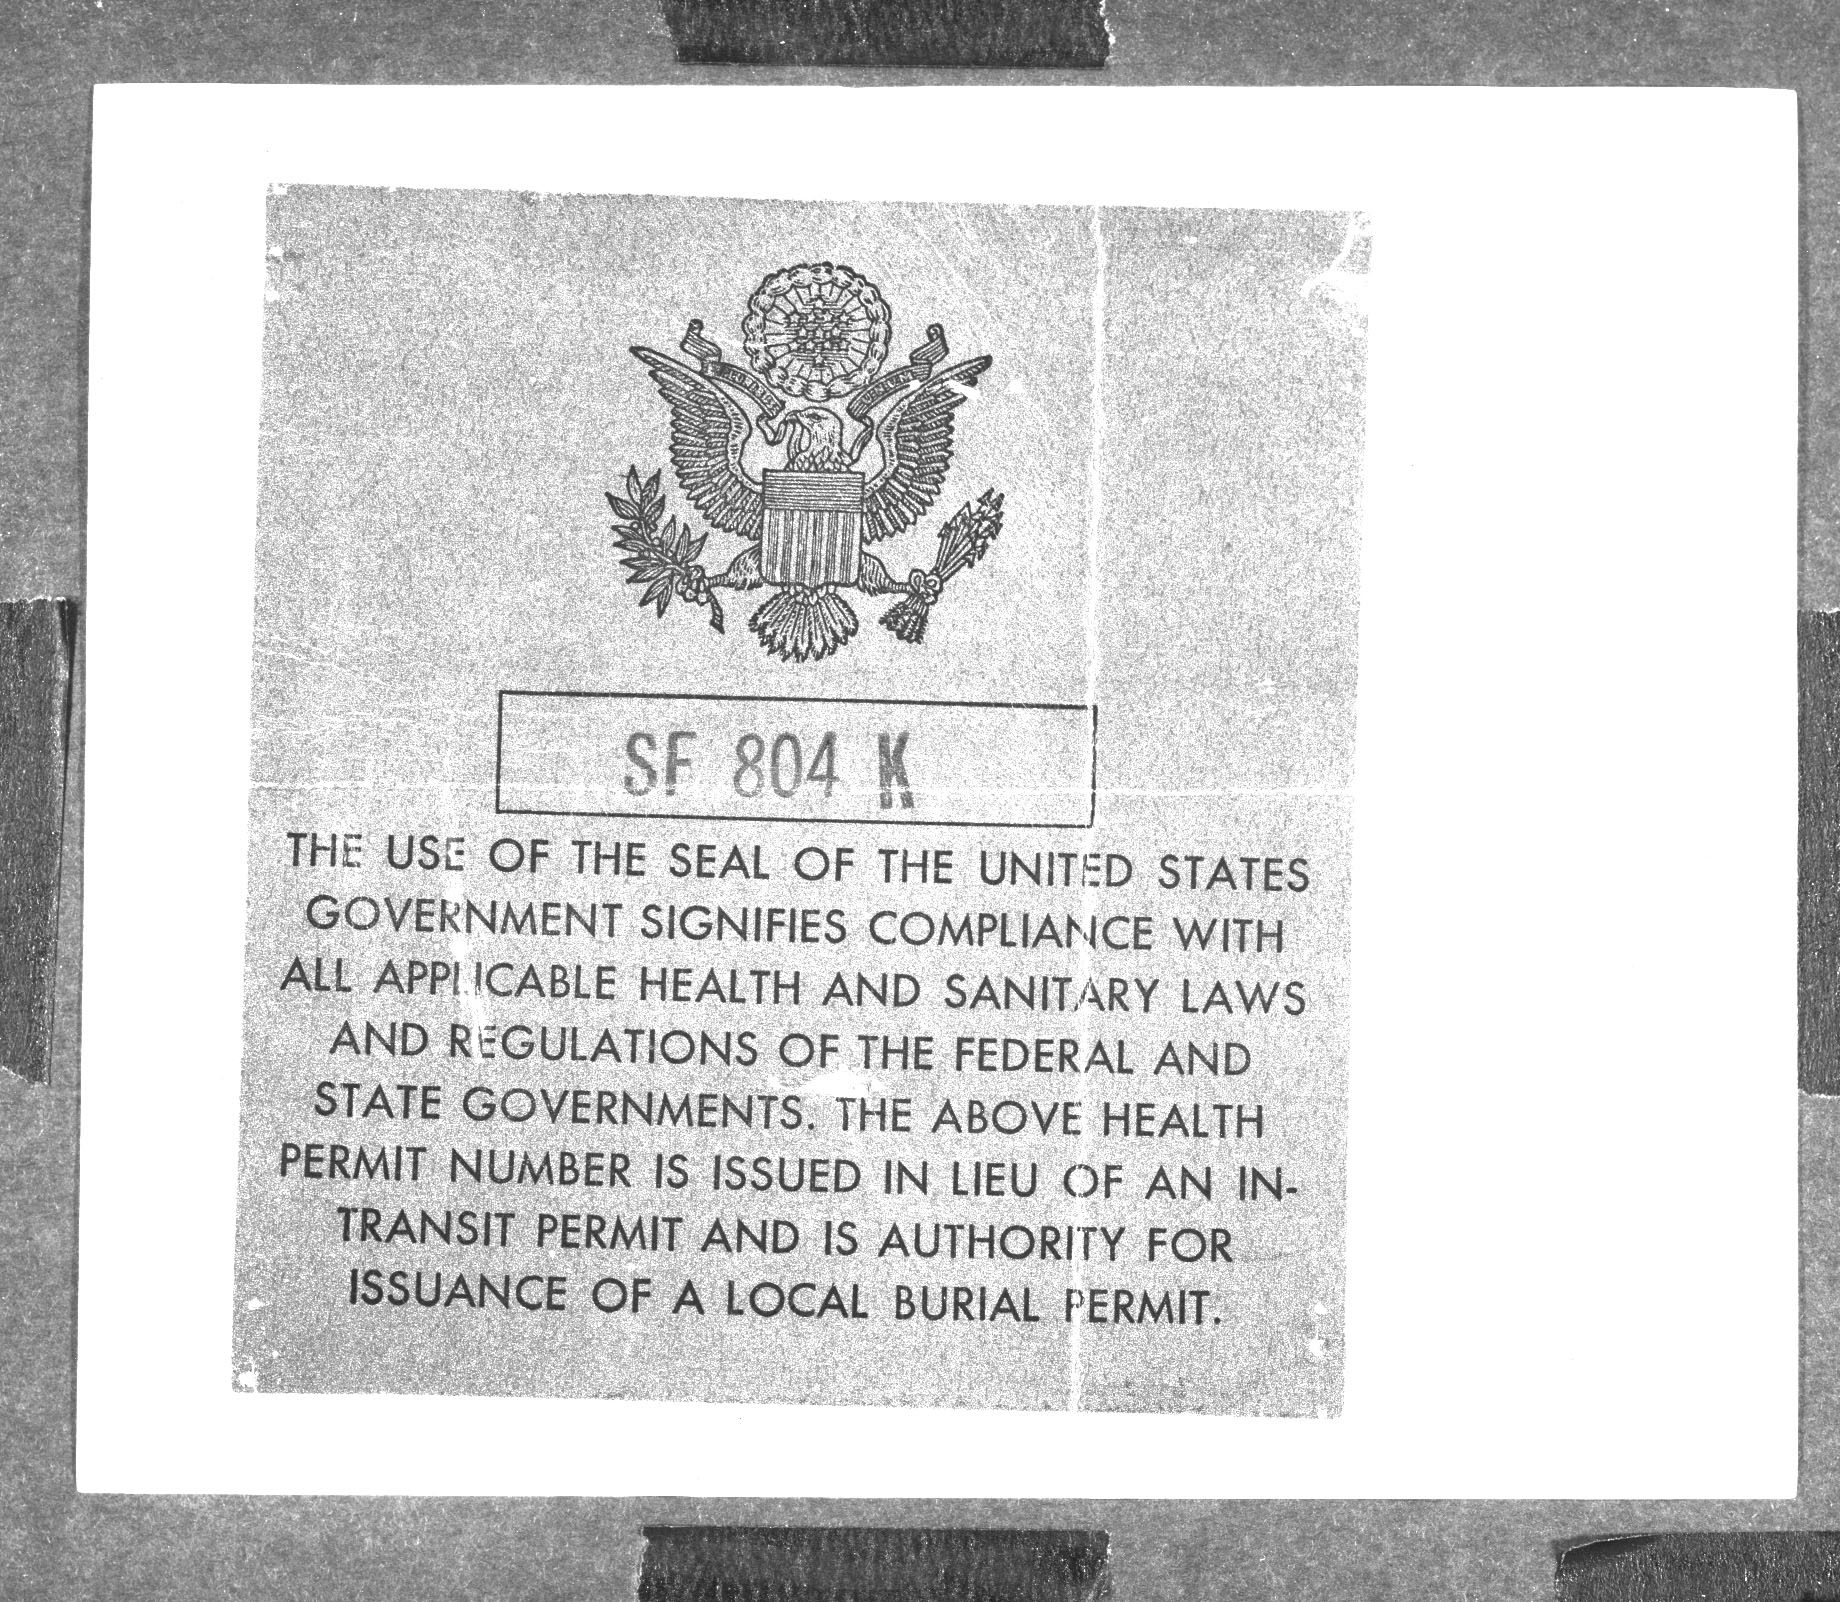 SF 804 K
THE USE OF THE SEAL OF THE UNITED STATES
GOVERNMENT SIGNIFIES COMPLIANCE WITH
ALL APPLICABLE HEALTH AND SANITARY LAWS
AND REGULATIONS OF THE FEDERAL AND
STATE GOVERNMENTS. THE ABOVE HEALTH
PERMIT NUMBER IS ISSUED IN LIEU OF AN IN-
TRANSIT PERMIT AND IS AUTHORITY FOR
ISSUANCE OF A LOCAL BURIAL PERMIT.